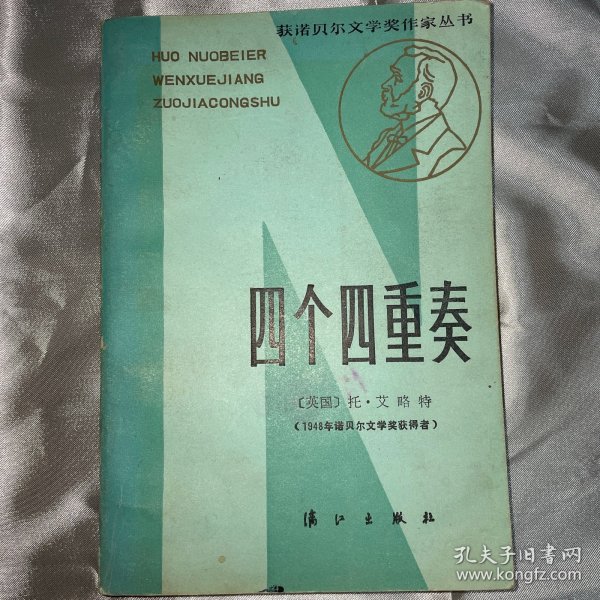 获诺贝尔文学奖作家丛书
HUO NUOBEIER
WENXUEJIANG
ZUOJIACONGSHU
四个四重奏
〔英国〕托·艾略特
（1948年诺贝尔文学奖获得者）
漓江出版社
孔夫子旧书网
www.kongfz.com